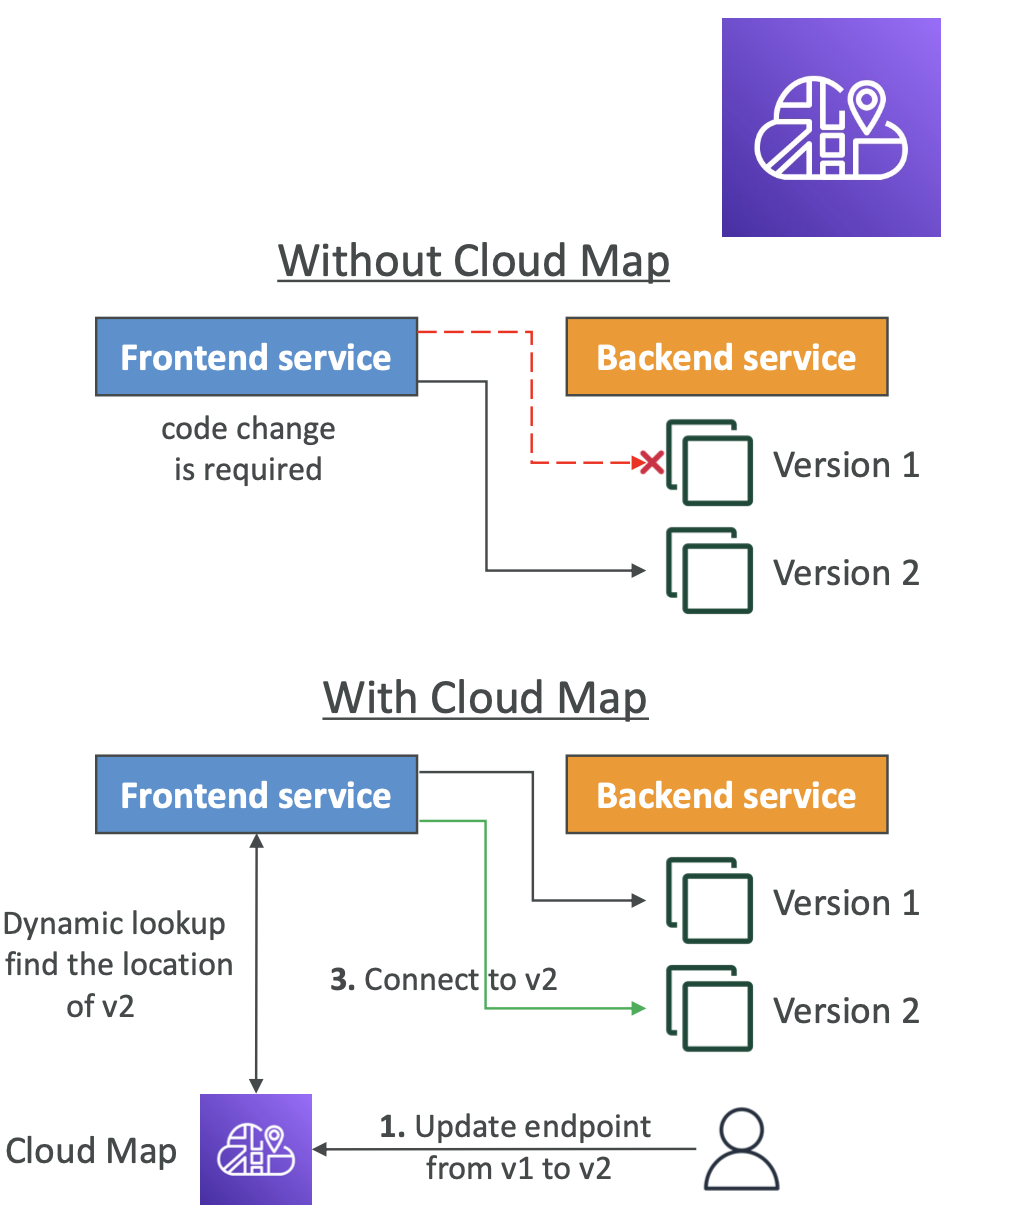 Without Cloud Map
Frontend service
Backend service
code change
is required
Version 1
Version 2
With Cloud Map
Frontend service
Backend service
Version 1
Dynamic lookup
find the location
of v2
3. Connect to v2
Version 2
Cloud Map
1. Update endpoint
from v1 to v2